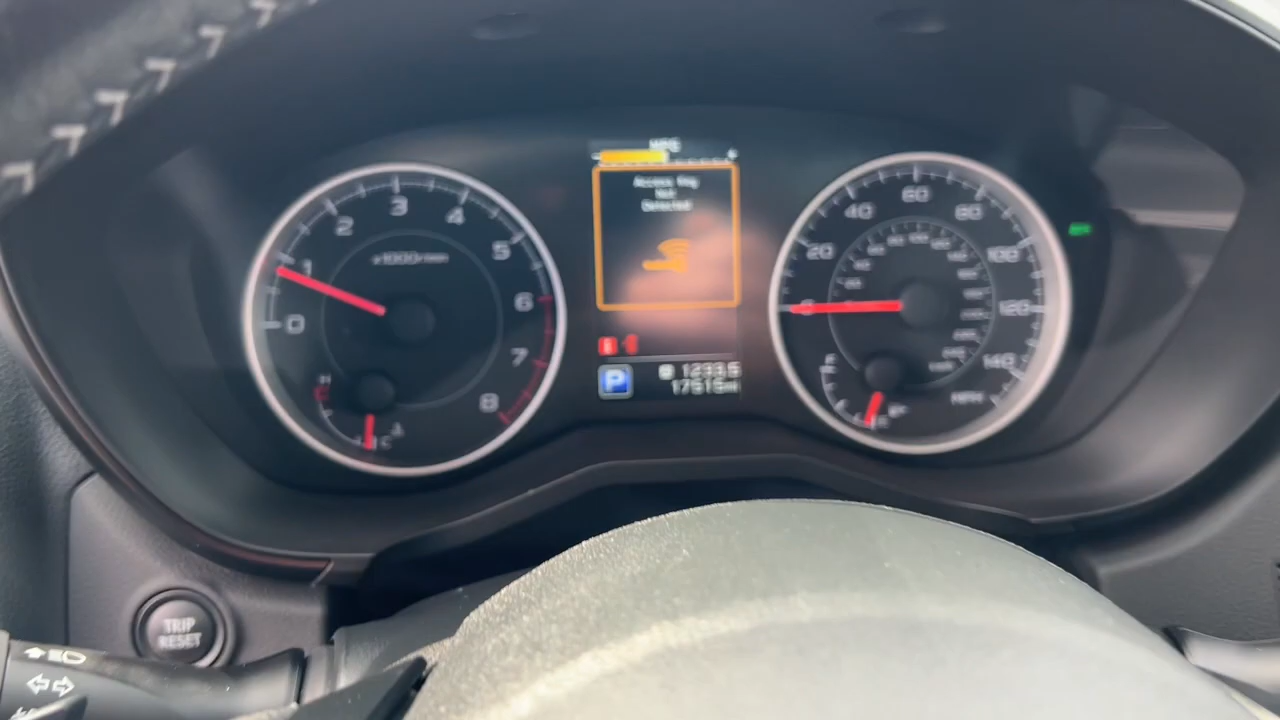 MPG
Access Key
Not
Detected
x1000r/min
0
1
2
3
4
5
6
7
8
H
C
0
20
40
60
80
100
120
140
MPH
F
E
P
1233.5
17515mi
TRIP
RESET